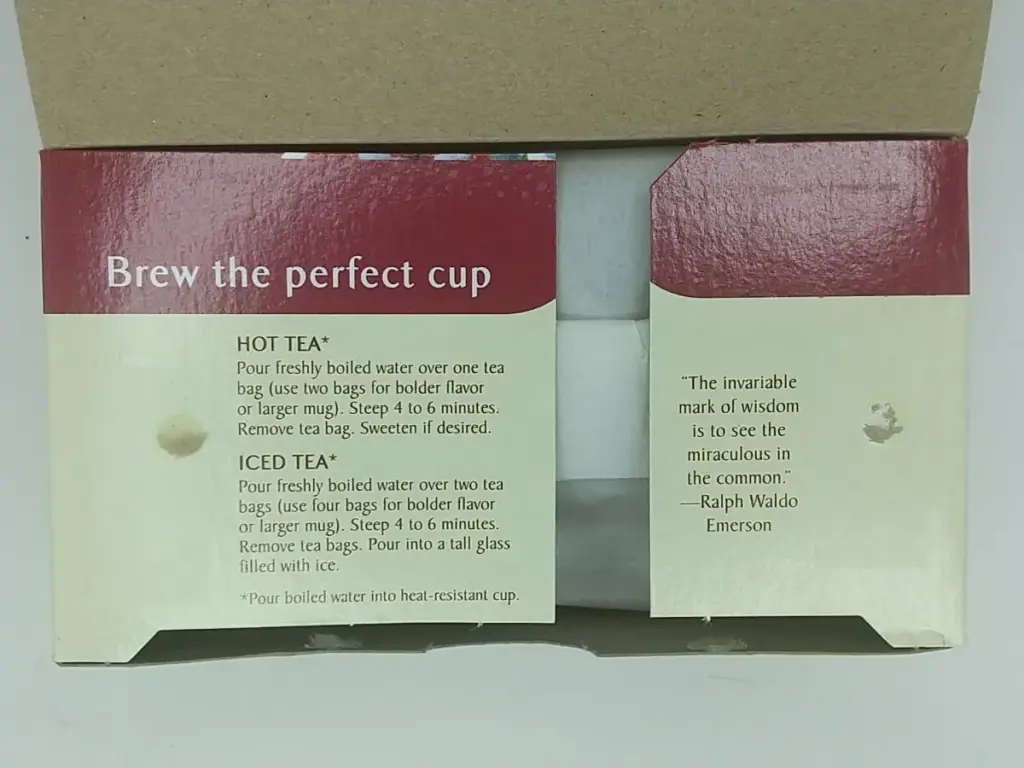 Brew the perfect cup
HOT TEA*
Pour freshly boiled water over one tea
bag (use two bags for bolder flavor
or larger mug). Steep 4 to 6 minutes.
Remove tea bag. Sweeten if desired.
ICED TEA*
Pour freshly boiled water over two tea
bags (use four bags for bolder flavor
or larger mug). Steep 4 to 6 minutes.
Remove tea bags. Pour into a tall glass
filled with ice.
*Pour boiled water into heat-resistant cup.
"The invariable
mark of wisdom
is to see the
miraculous in
the common."
—Ralph Waldo
Emerson